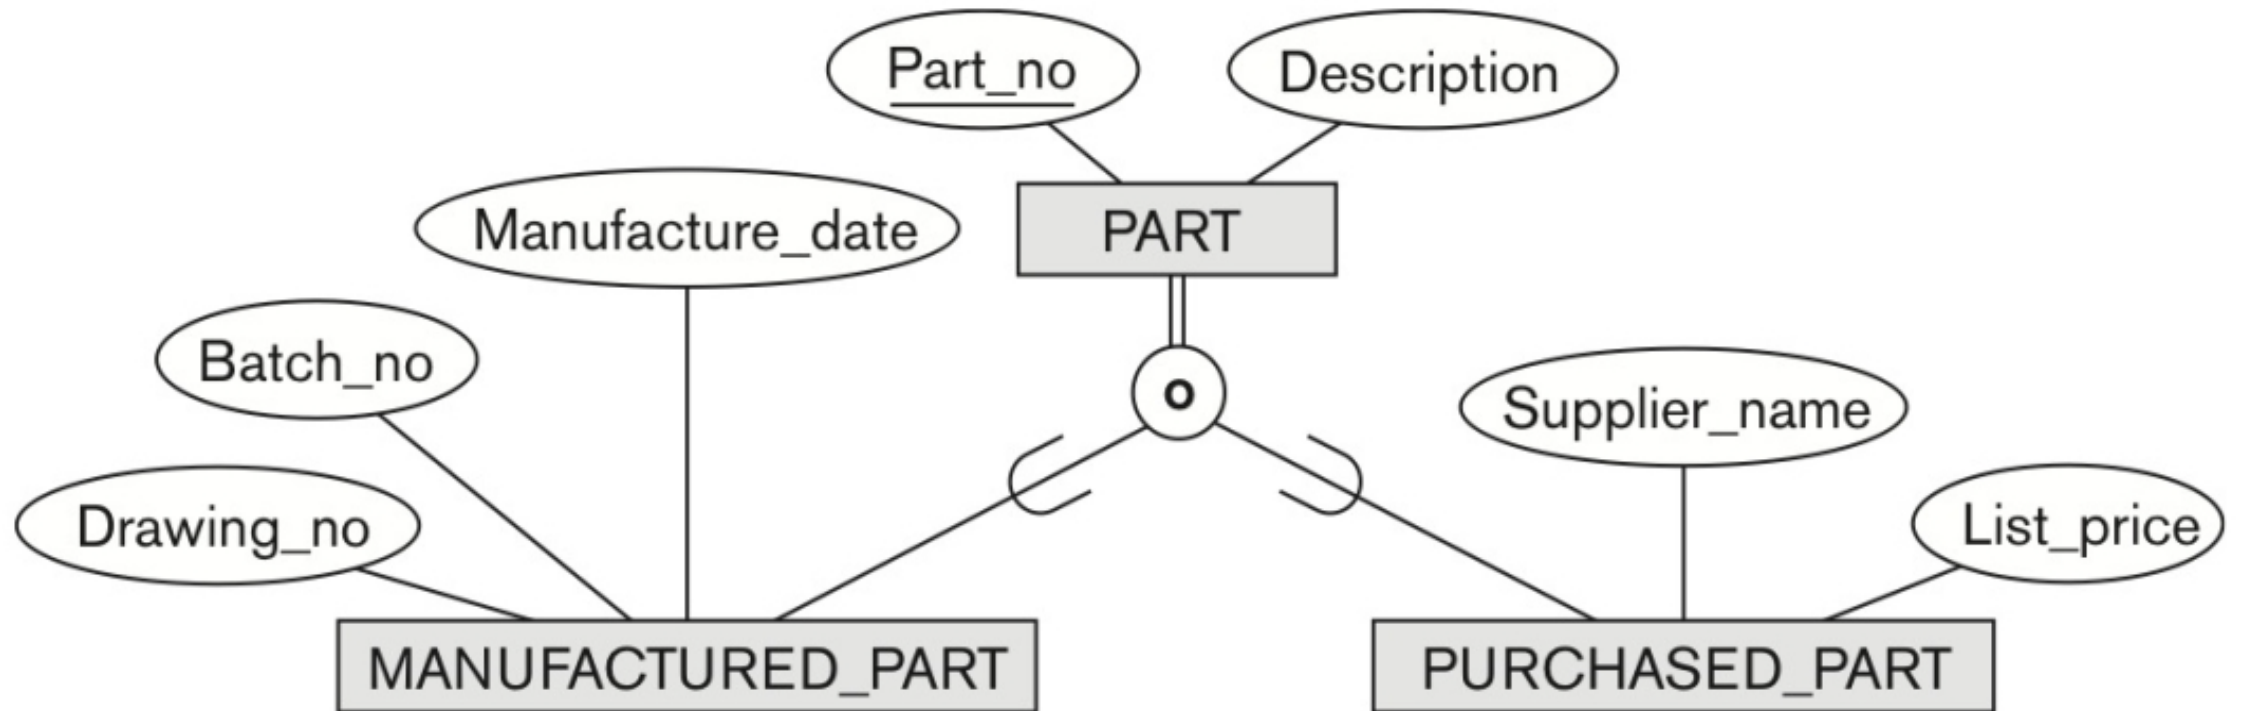 Part_no
Description
Manufacture_date
PART
Batch_no
o
Supplier_name
Drawing_no
List_price
MANUFACTURED_PART
PURCHASED_PART